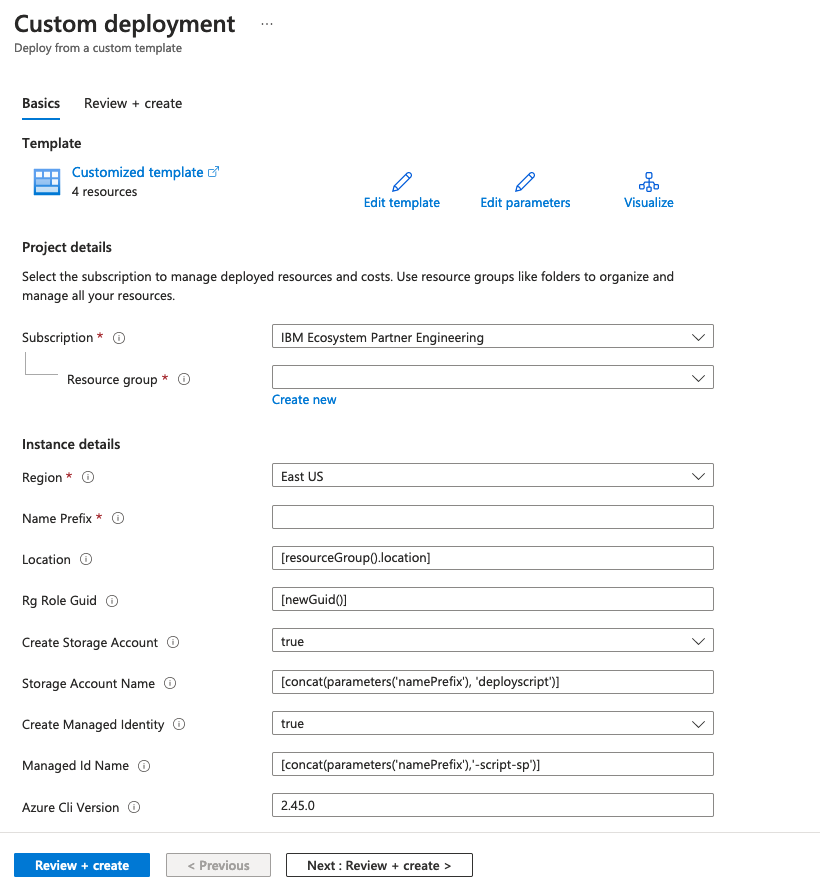 Custom deployment ...
Deploy from a custom template
Basics Review + create
Template
Customized template
4 resources
Edit template Edit parameters Visualize
Project details
Select the subscription to manage deployed resources and costs. Use resource groups like folders to organize and
manage all your resources.
Subscription * IBM Ecosystem Partner Engineering
Resource group *
Create new
Instance details
Region * East US
Name Prefix *
Location [resourceGroup().location]
Rg Role Guid [newGuid()]
Create Storage Account true
Storage Account Name [concat(parameters('namePrefix'), 'deployscript')]
Create Managed Identity true
Managed Id Name [concat(parameters('namePrefix'),'-script-sp')]
Azure Cli Version 2.45.0
Review + create < Previous Next : Review + create >